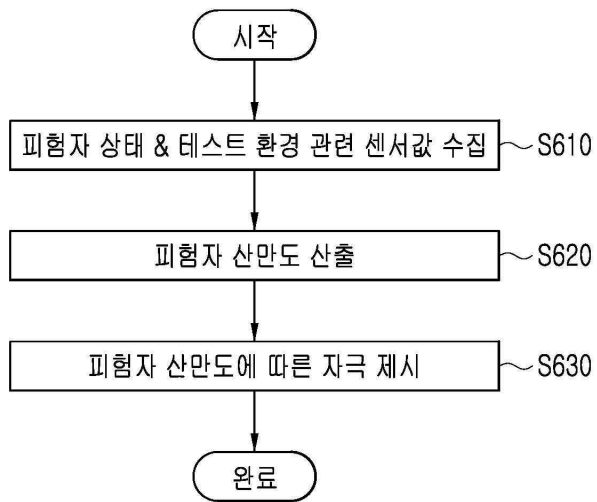 시작
피험자 상태 & 테스트 환경 관련 센서값 수집 S610
피험자 산만도 산출 S620
피험자 산만도에 따른 자극 제시 S630
완료